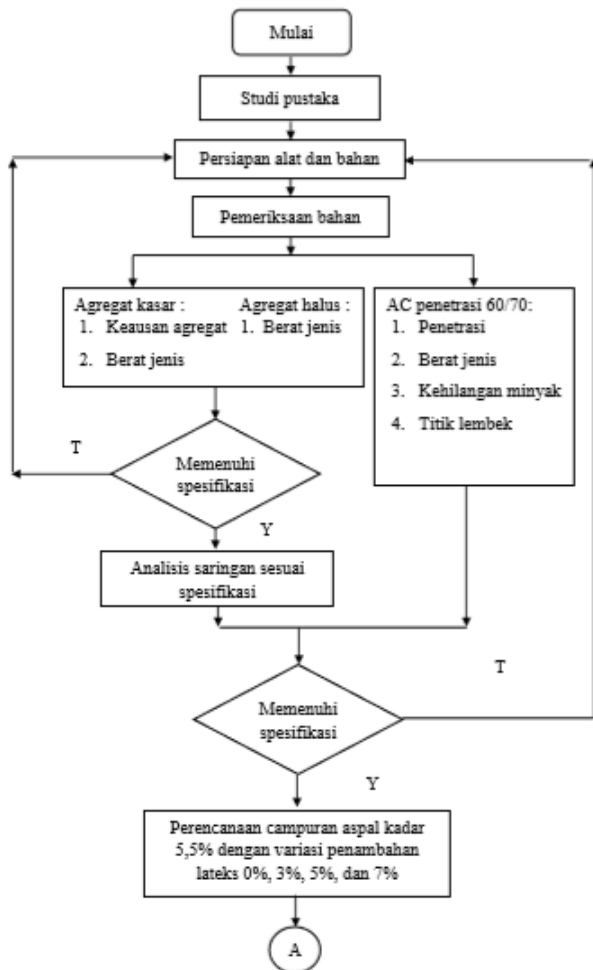 Mulai
Studi pustaka
Persiapan alat dan bahan
Pemeriksaan bahan
Agregat kasar :
1. Keausan agregat
2. Berat jenis
Agregat halus :
1. Berat jenis
AC penetrasi 60/70:
1. Penetrasi
2. Berat jenis
3. Kehilangan minyak
4. Titik lembek
T
Memenuhi
spesifikasi
Y
Analisis saringan sesuai
spesifikasi
T
Memenuhi
spesifikasi
Y
Perencanaan campuran aspal kadar
5,5% dengan variasi penambahan
lateks 0%, 3%, 5%, dan 7%
A